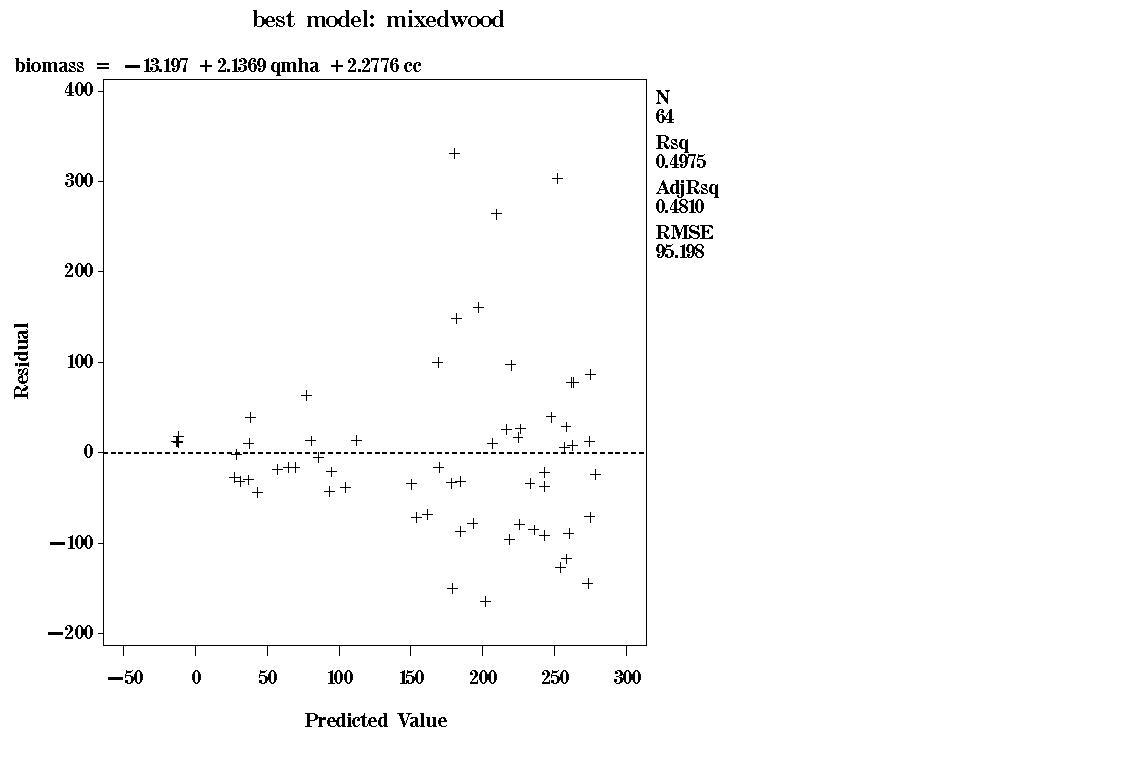 best model: mixedwood
biomass = −13.197 +2.1369 qmha +2.2776 cc
400
300
200
100
0
−100
−200
Residual
−50 0 50 100 150 200 250 300
Predicted Value
N
64
Rsq
0.4975
AdjRsq
0.4810
RMSE
95.198